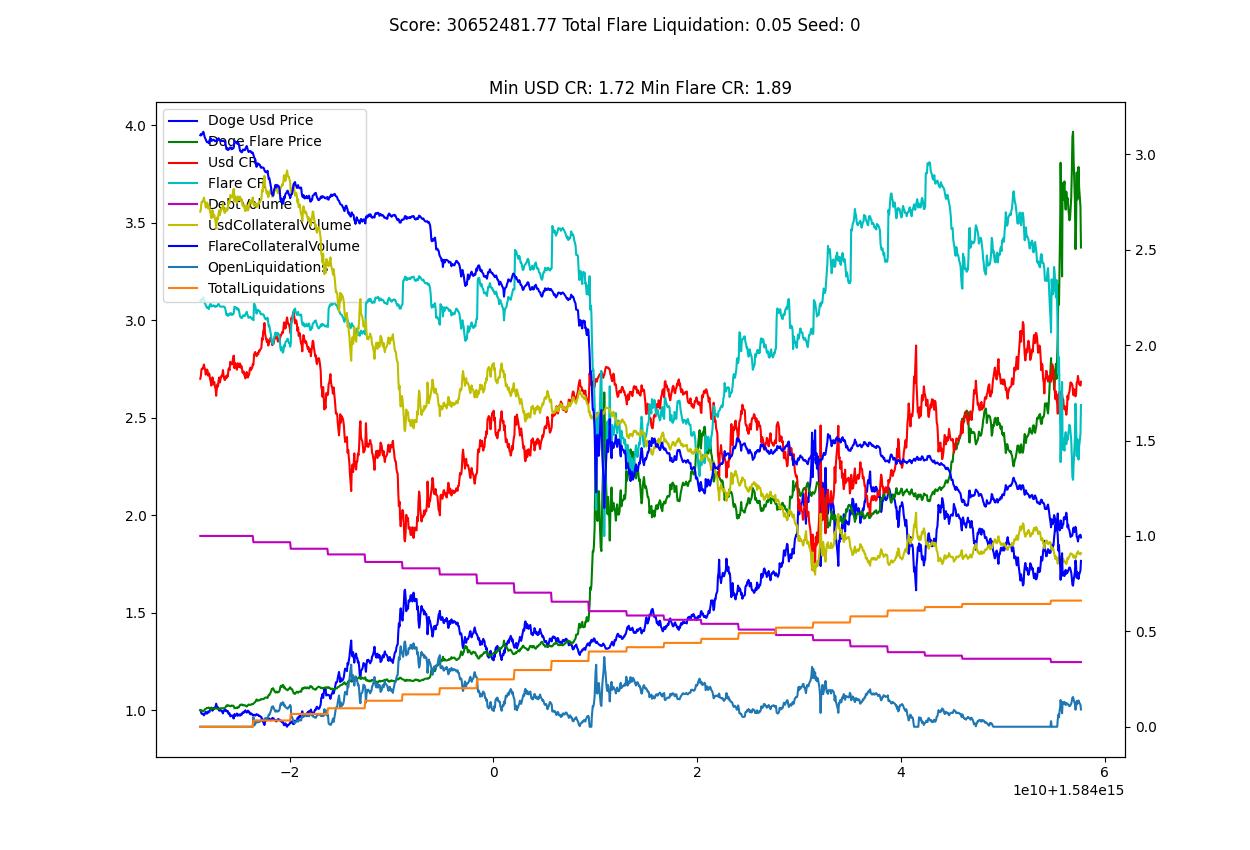 Score: 30652481.77 Total Flare Liquidation: 0.05 Seed: 0
Min USD CR: 1.72 Min Flare CR: 1.89
Doge Usd Price
Doge Flare Price
Usd CR
Flare CR
DebtVolume
UsdCollateralVolume
FlareCollateralVolume
OpenLiquidations
TotalLiquidations
4.0
3.5
3.0
2.5
2.0
1.5
1.0
3.0
2.5
2.0
1.5
1.0
0.5
0.0
−2
0
2
4
6
1e10+1.584e15